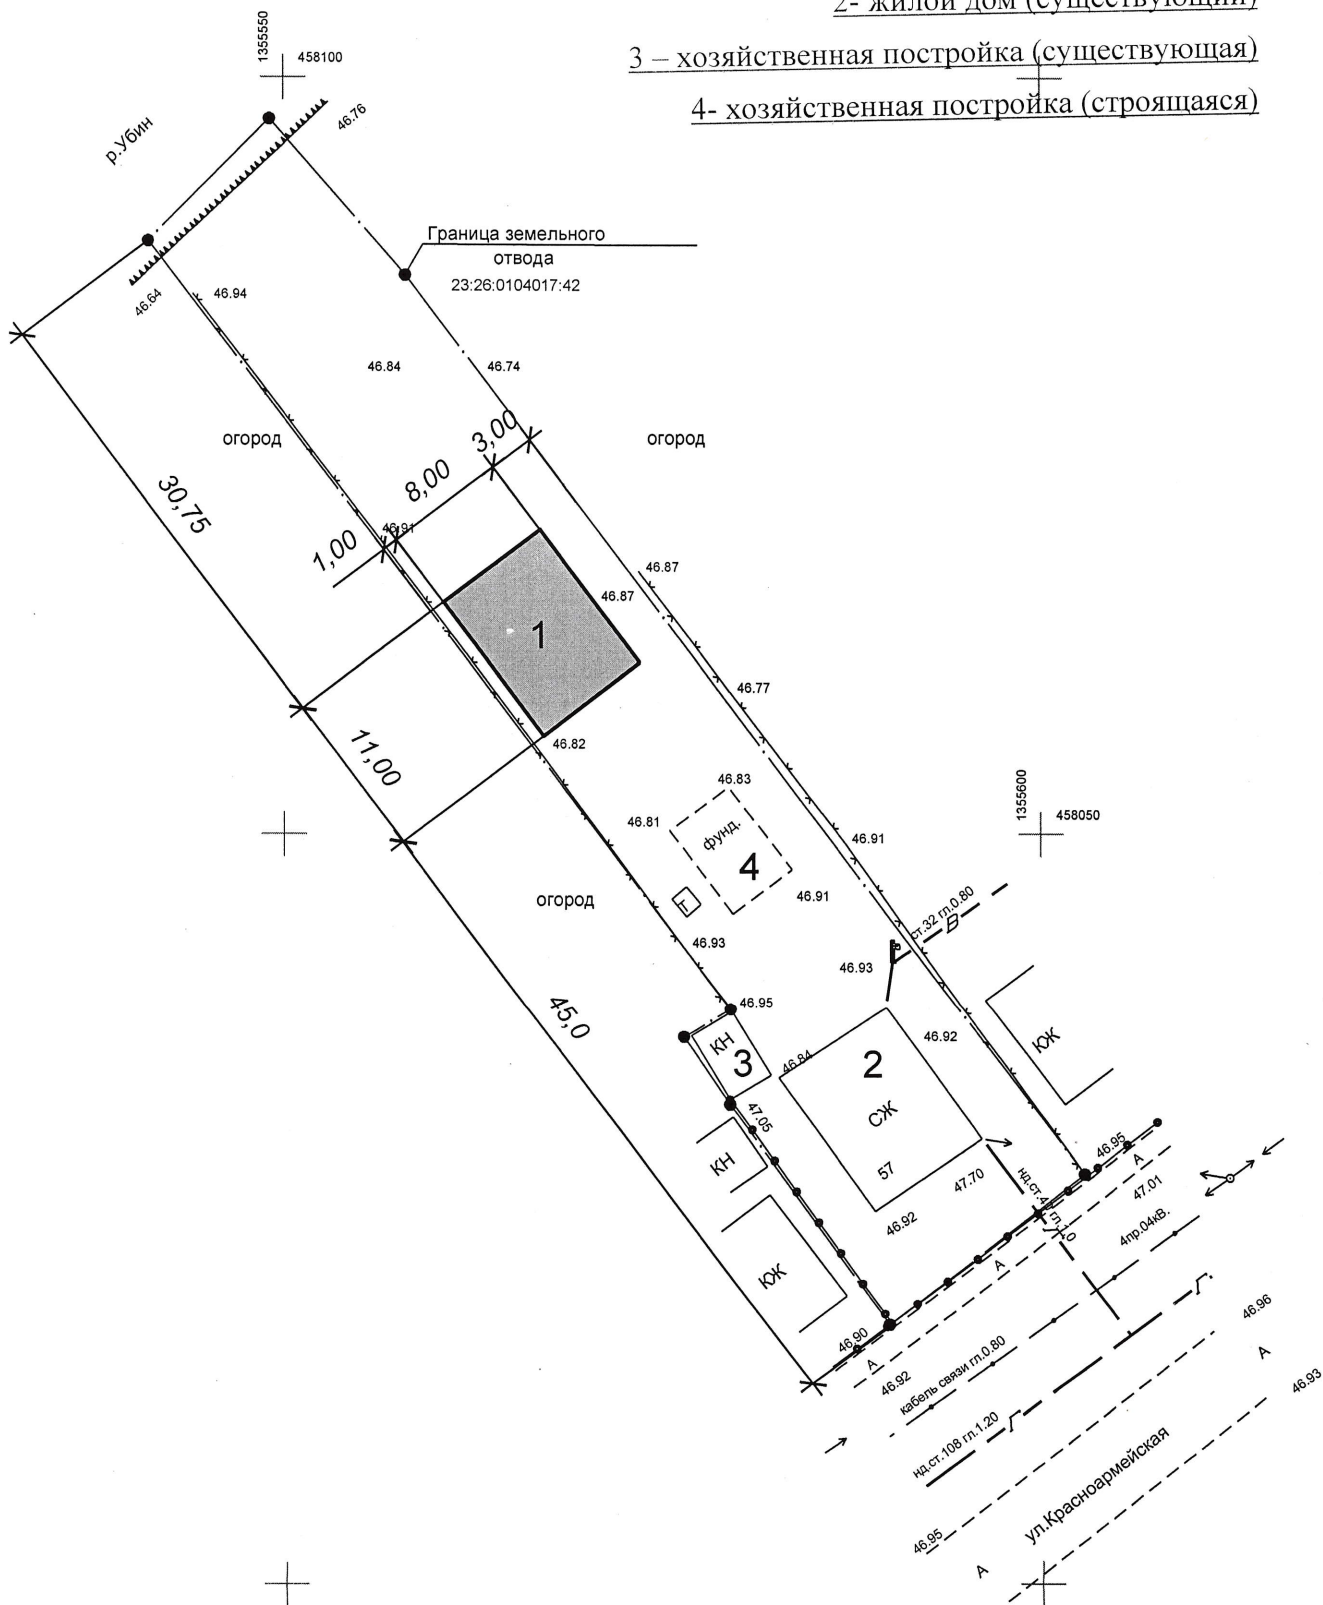 2- жилой дом (существующий)
3 – хозяйственная постройка (существующая)
4- хозяйственная постройка (строящаяся)
1355550
458100
р.Убин
46.76
Граница земельного
отвода
23:26:0104017:42
46.64
46.94
46.84
46.74
огород
огород
3,00
8,00
1,00
46.91
30,75
46.87
46.87
1
46.77
46.82
11,00
46.83
46.81
фунд.
4
1355600
458050
46.91
46.91
огород
Т
ст.32 гл.0.80
В
46.93
46.93
46.95
45,0
КН
3
46.84
2
46.92
КЖ
СЖ
57
47.05
КН
46.95
А
47.01
47.70
46.92
4пр.04кВ.
А
КЖ
46.90
А
46.92
кабель связи гл.0.80
Г
46.96
А
46.93
нд.ст.108 гл.1.20
Г
ул.Красноармейская
46.95
А